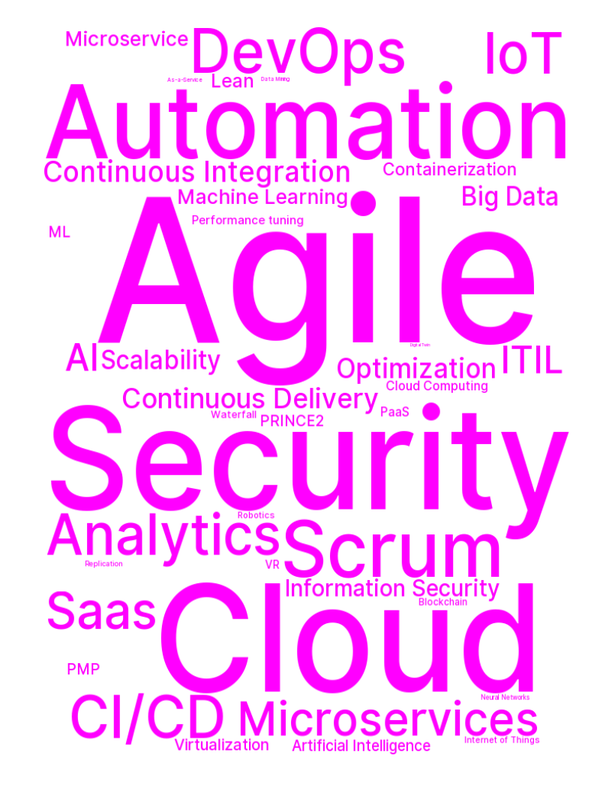 Microservice
DevOps
IoT
As-a-Service
Lean
Data Mining
Automation
Continuous Integration
Containerization
Machine Learning
Big Data
Performance tuning
ML
Agile
Digital Twin
AI
Scalability
Optimization
ITIL
Cloud Computing
Continuous Delivery
Waterfall
PRINCE2
PaaS
Security
Robotics
Analytics
Scrum
Replication
VR
Information Security
Saas
Blockchain
Cloud
PMP
Neural Networks
CI/CD
Microservices
Internet of Things
Virtualization
Artificial Intelligence